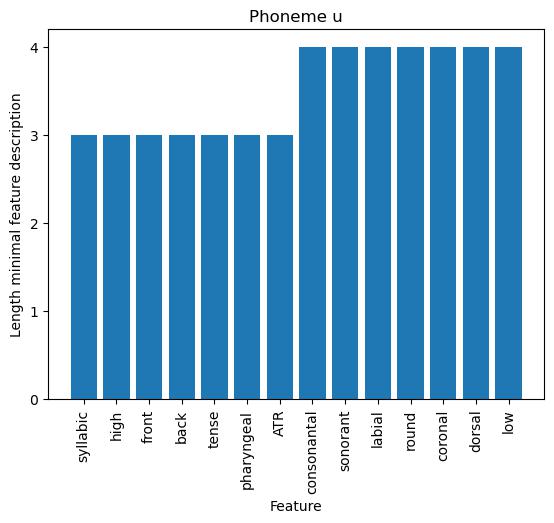 Phoneme u
Length minimal feature description
4
3
2
1
0
syllabic
high
front
back
tense
pharyngeal
ATR
consonantal
sonorant
labial
round
coronal
dorsal
low
Feature